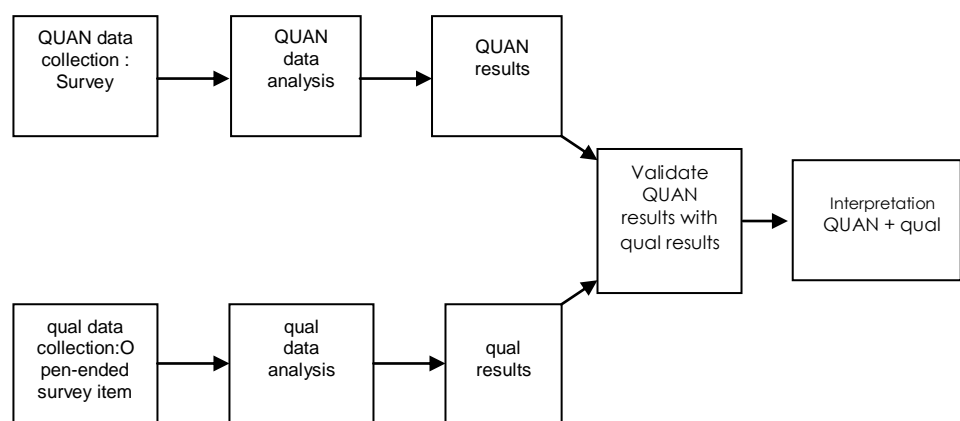 QUAN data
collection :
Survey
QUAN
data
analysis
QUAN
results
Validate
QUAN
results with
qual results
Interpretation
QUAN + qual
qual data
collection:O
pen-ended
survey item
qual
data
analysis
qual
results